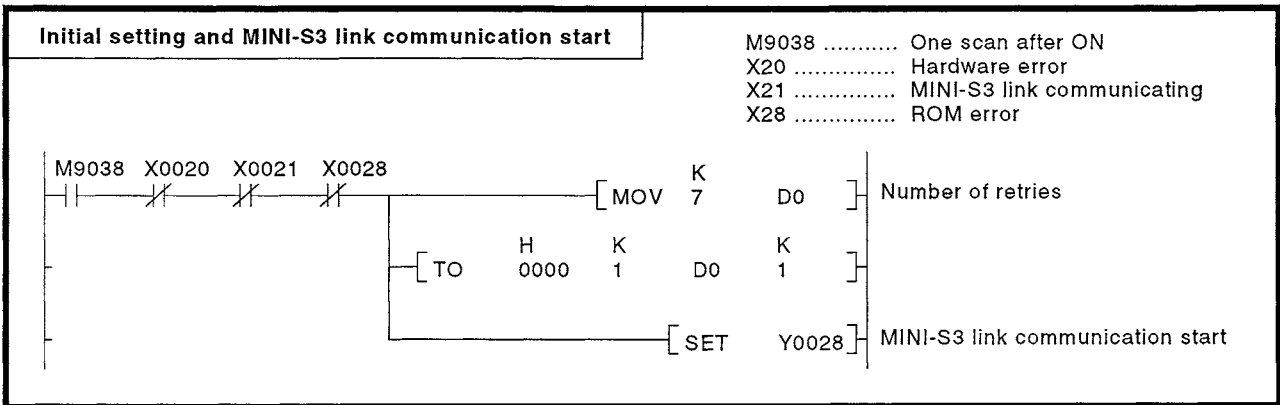 Initial setting and MINI-S3 link communication start
M9038 ........... One scan after ON
X20 ............... Hardware error
X21 ............... MINI-S3 link communicating
X28 ............... ROM error
M9038 X0020 X0021 X0028
K
MOV 7 D0 Number of retries
H K K
TO 0000 1 D0 1
SET Y0028 MINI-S3 link communication start